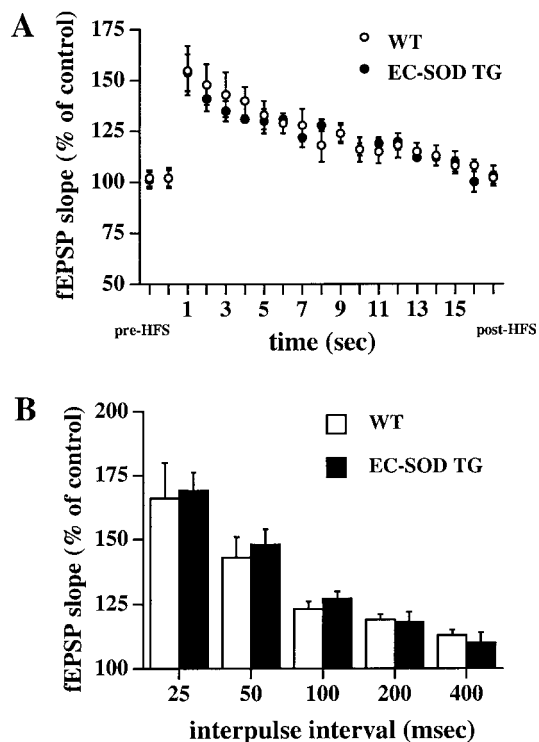 A
WT
EC-SOD TG
fEPSP slope (% of control)
175
150
125
100
75
50
1 3 5 7 9 11 13 15
pre-HFS
time (sec)
post-HFS
B
WT
EC-SOD TG
fEPSP slope (% of control)
200
175
150
125
100
25 50 100 200 400
interpulse interval (msec)